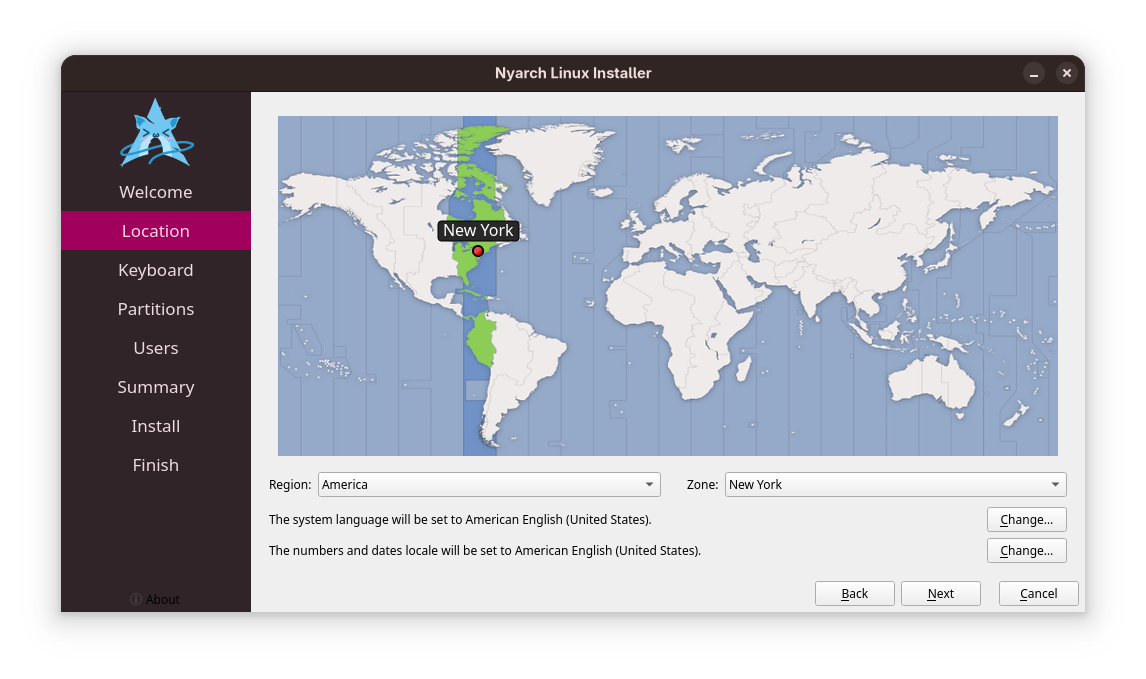 Nyarch Linux Installer
Welcome
Location
Keyboard
Partitions
Users
Summary
Install
Finish
About
New York
Region: America Zone: New York
The system language will be set to American English (United States). Change...
The numbers and dates locale will be set to American English (United States). Change...
Back Next Cancel